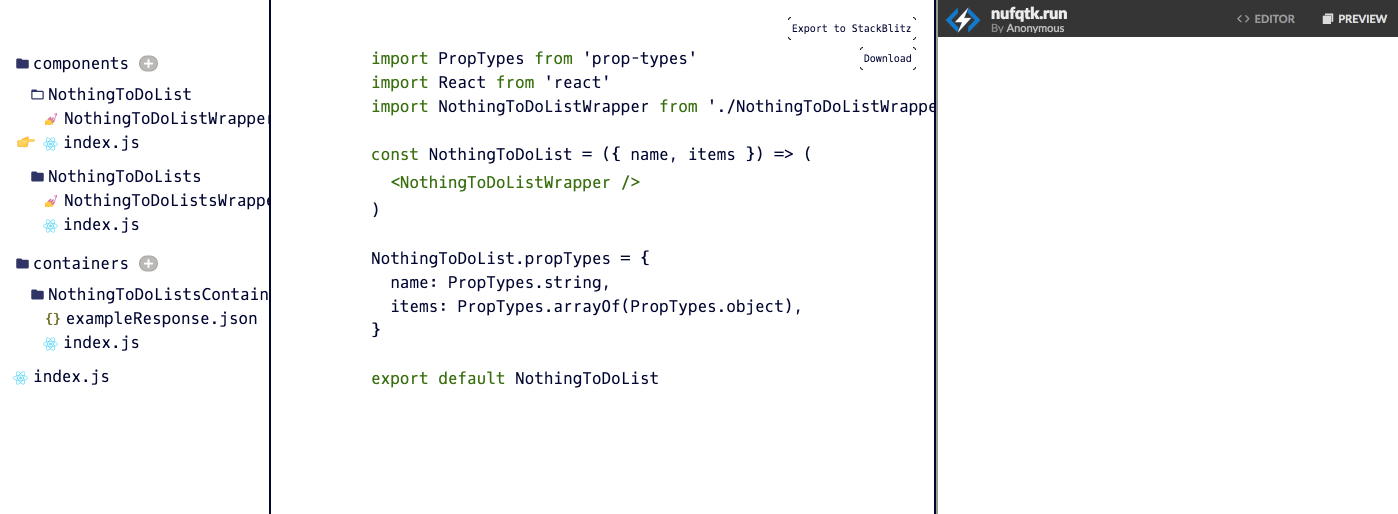 components
NothingToDoList
NothingToDoListWrapper
index.js
NothingToDoLists
NothingToDoListsWrappe
index.js
containers
NothingToDoListsContain
{} exampleResponse.json
index.js
index.js
Export to StackBlitz
Download
import PropTypes from 'prop-types'
import React from 'react'
import NothingToDoListWrapper from './NothingToDoListWrappe
const NothingToDoList = ({ name, items }) => (
  <NothingToDoListWrapper />
)
NothingToDoList.propTypes = {
  name: PropTypes.string,
  items: PropTypes.arrayOf(PropTypes.object),
}
export default NothingToDoList
nufqtk.run
By Anonymous
<> EDITOR
PREVIEW